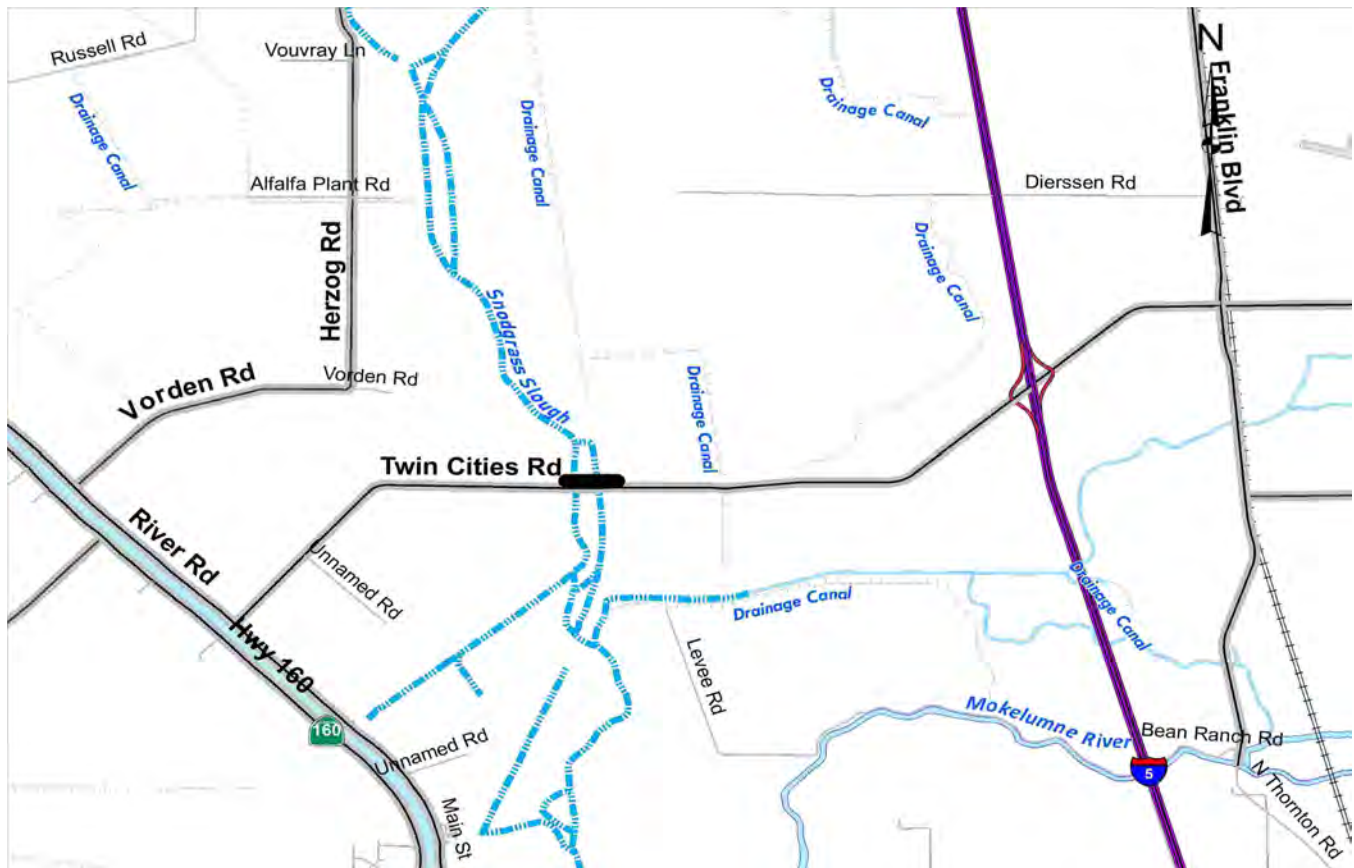 Russell Rd
Vouvray Ln
Drainage Canal
Drainage Canal
Drainage Canal
N
Franklin Blvd
Alfalfa Plant Rd
Dierssen Rd
Herzog Rd
Drainage Canal
Snodgrass Slough
Vorden Rd
Vorden Rd
Drainage Canal
Twin Cities Rd
River Rd
Unnamed Rd
Drainage Canal
Drainage Canal
Hwy 160
160
Levee Rd
Mokelumne River
Bean Ranch Rd
Unnamed Rd
5
N Thornton Rd
Main St